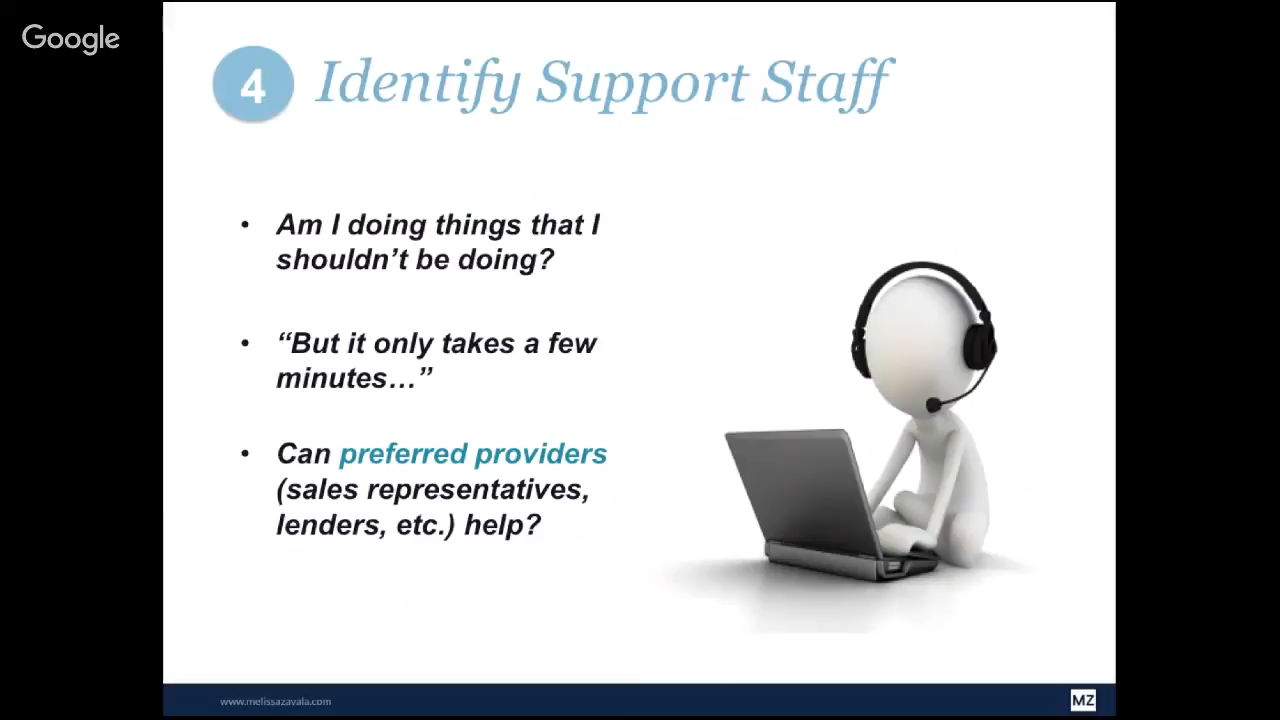 Google
4 Identify Support Staff
• Am I doing things that I
shouldn’t be doing?
• “But it only takes a few
minutes…”
• Can preferred providers
(sales representatives,
lenders, etc.) help?
www.melissazavala.com
MZ